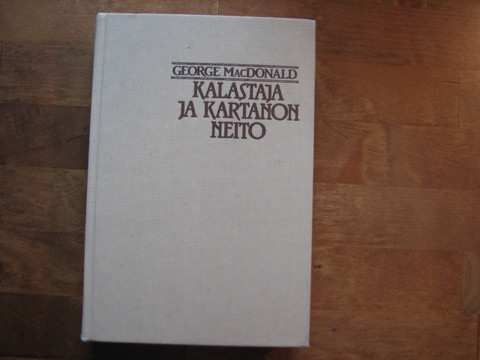 GEORGE MACDONALD
KALASTAJA
JA KARTANON
NEITO